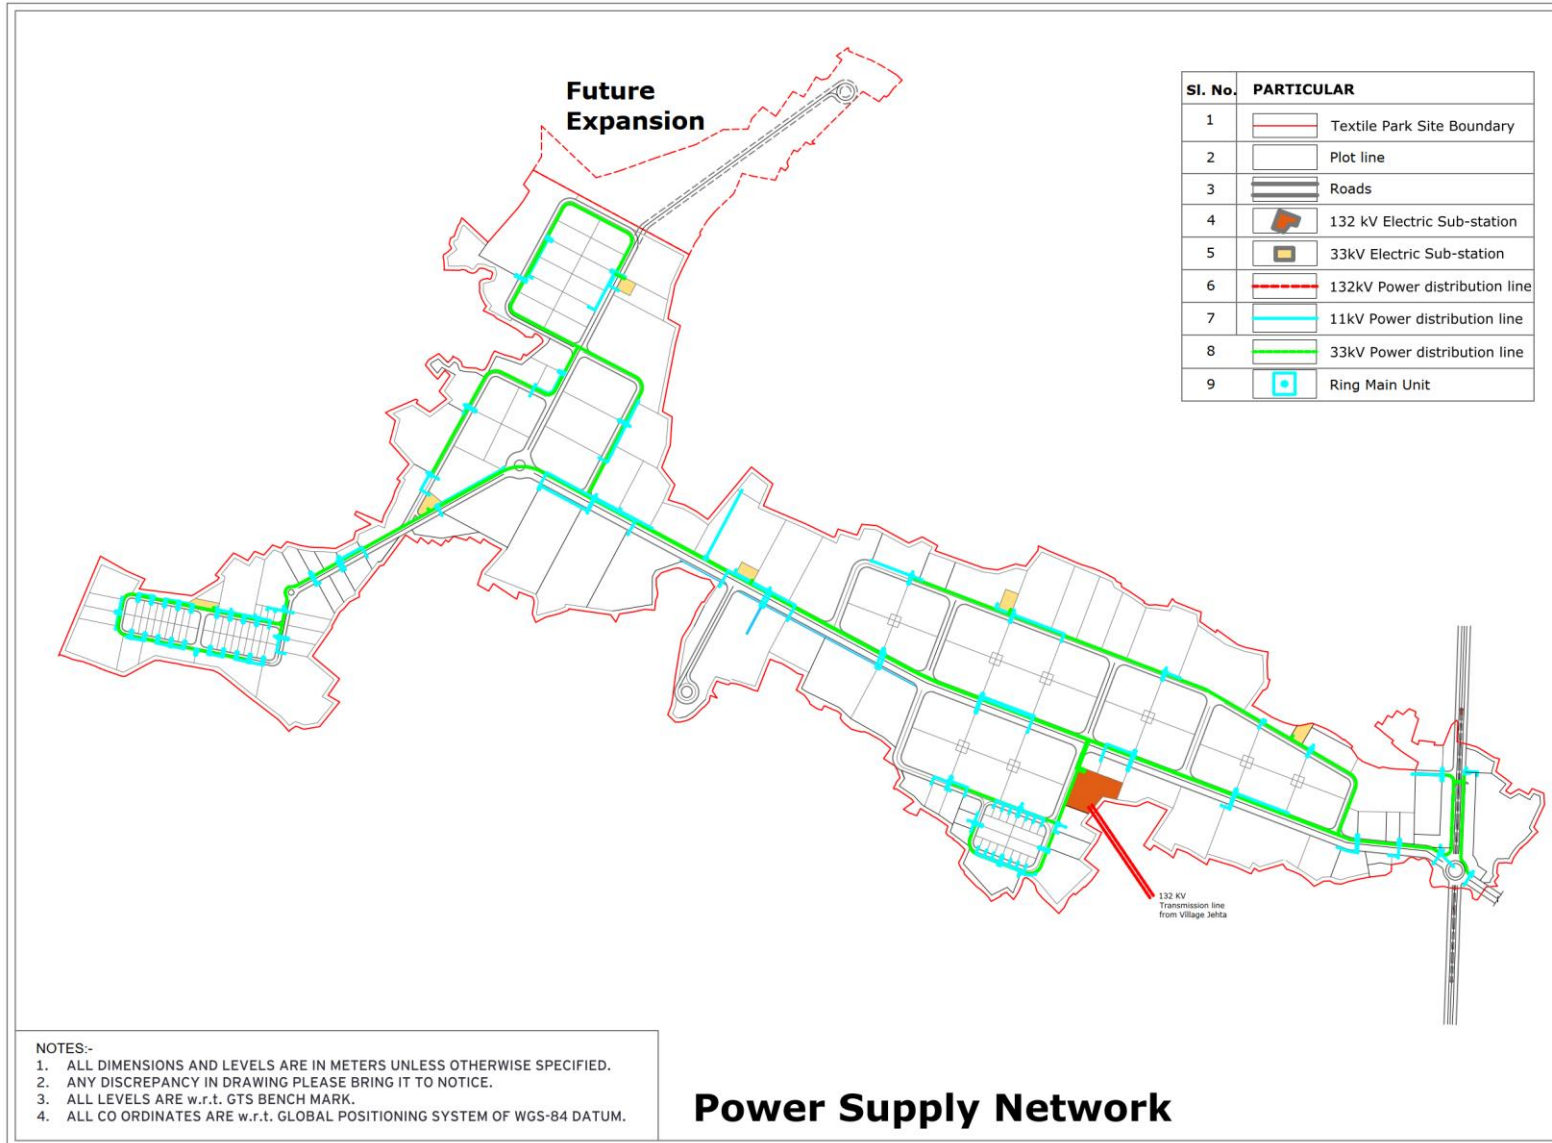 Future
Expansion
Sl. No. PARTICULAR
1 Textile Park Site Boundary
2 Plot line
3 Roads
4 132 kV Electric Sub-station
5 33kV Electric Sub-station
6 132kV Power distribution line
7 11kV Power distribution line
8 33kV Power distribution line
9 Ring Main Unit
132 KV
Transmission line
from Village Jehta
NOTES:-
1. ALL DIMENSIONS AND LEVELS ARE IN METERS UNLESS OTHERWISE SPECIFIED.
2. ANY DISCREPANCY IN DRAWING PLEASE BRING IT TO NOTICE.
3. ALL LEVELS ARE w.r.t. GTS BENCH MARK.
4. ALL CO ORDINATES ARE w.r.t. GLOBAL POSITIONING SYSTEM OF WGS-84 DATUM.
Power Supply Network